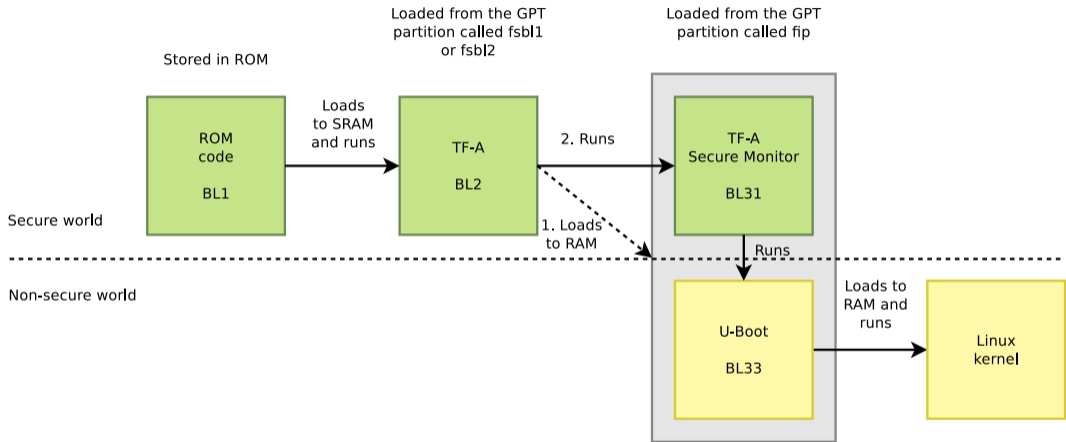 Loaded from the GPT
partition called fsbl1
or fsbl2
Loaded from the GPT
partition called fip
Stored in ROM
ROM
code
BL1
Loads
to SRAM
and runs
TF-A
BL2
2. Runs
TF-A
Secure Monitor
BL31
1. Loads
to RAM
Secure world
Runs
Non-secure world
U-Boot
BL33
Loads to
RAM and
runs
Linux
kernel